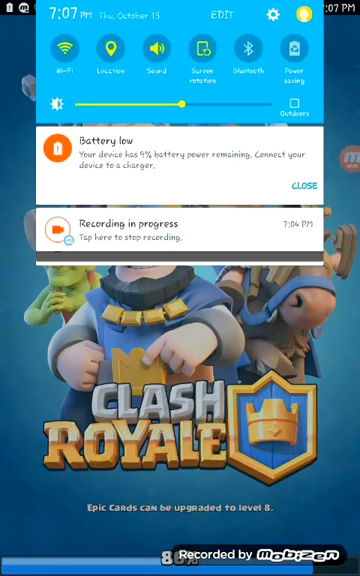 7:07 PM
7:07 PM Thu, October 13 EDIT
Wi-Fi Location Sound Screen rotation Bluetooth Power saving
Outdoors
Battery low
Your device has 9% battery power remaining. Connect your
device to a charger.
CLOSE
Recording in progress 7:04 PM
Tap here to stop recording.
CLASH
ROYALE
Epic Cards can be upgraded to level 8.
Recorded by Mobizen